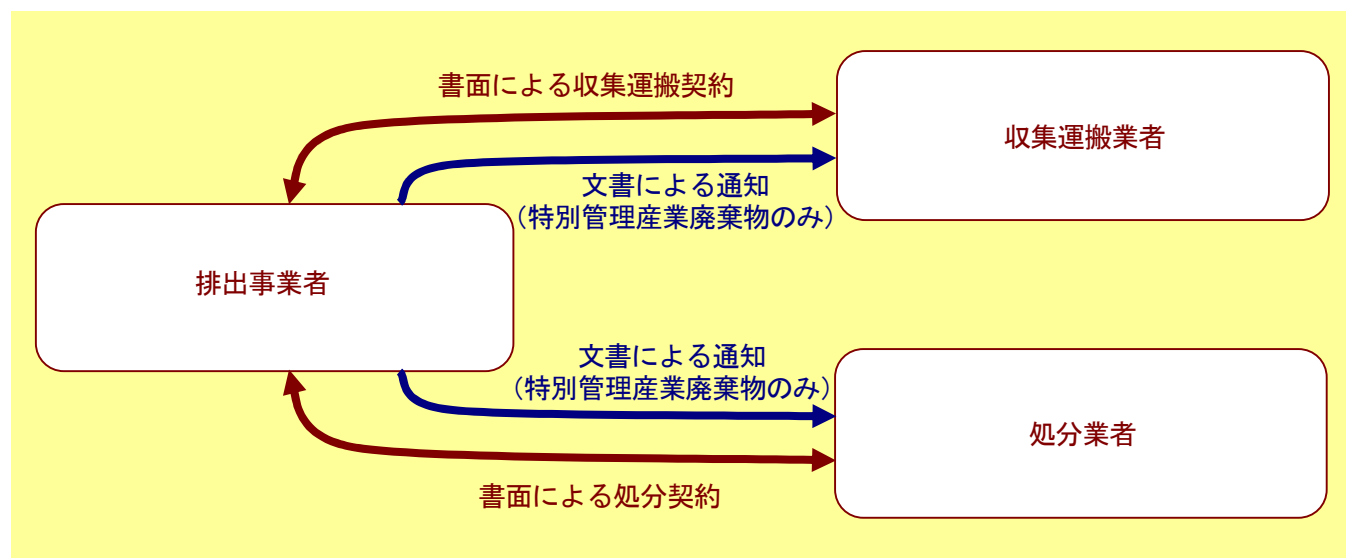 書面による収集運搬契約
収集運搬業者
文書による通知
（特別管理産業廃棄物のみ）
排出事業者
文書による通知
（特別管理産業廃棄物のみ）
処分業者
書面による処分契約